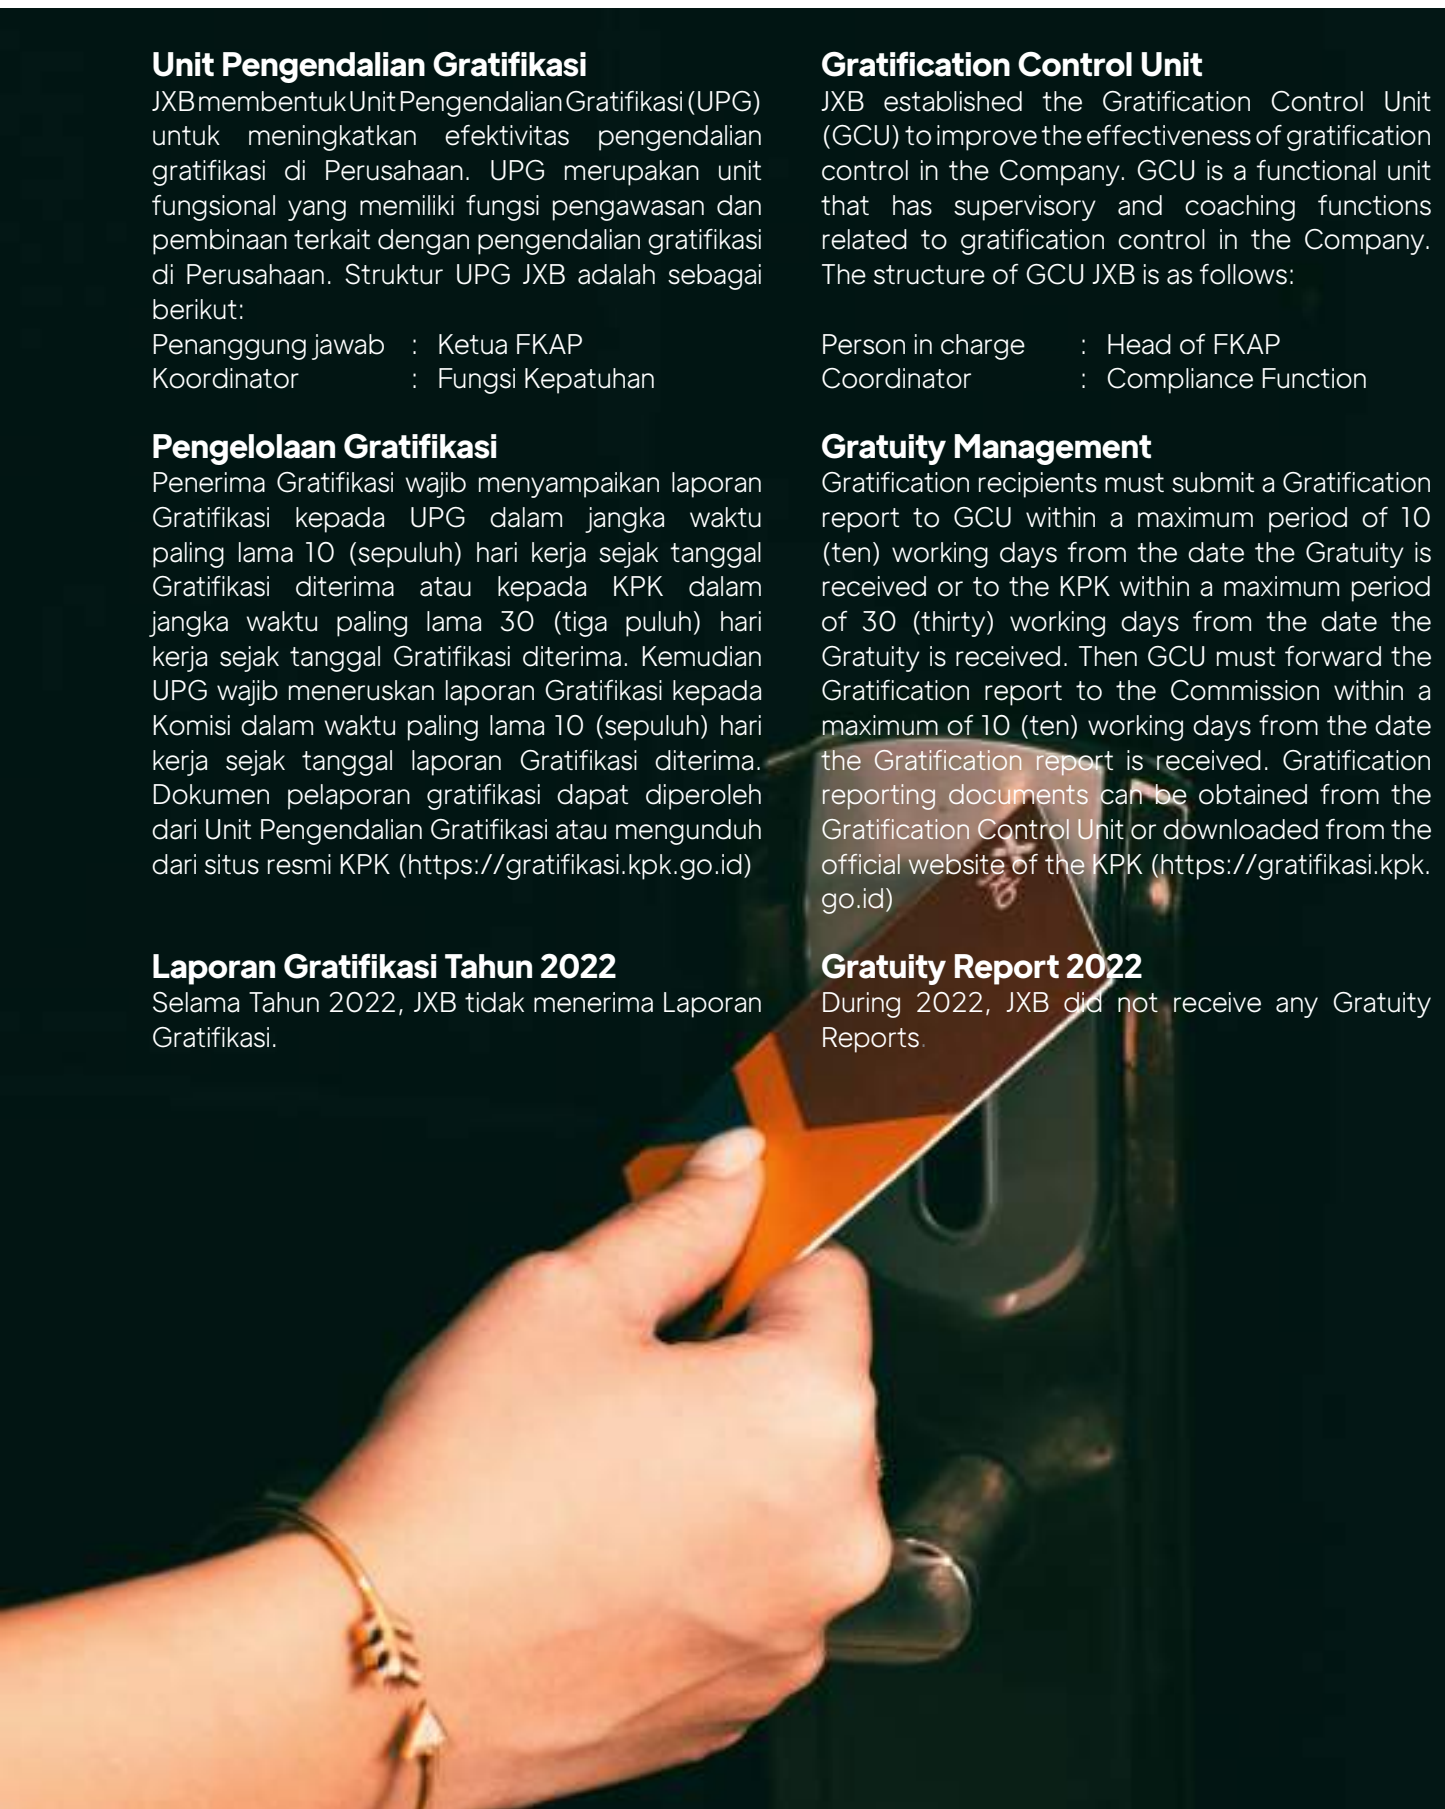 Unit Pengendalian Gratifikasi
JXB membentuk Unit Pengendalian Gratifikasi (UPG)
untuk meningkatkan efektivitas pengendalian
gratifikasi di Perusahaan. UPG merupakan unit
fungsional yang memiliki fungsi pengawasan dan
pembinaan terkait dengan pengendalian gratifikasi
di Perusahaan. Struktur UPG JXB adalah sebagai
berikut:
Penanggung jawab : Ketua FKAP
Koordinator : Fungsi Kepatuhan
Pengelolaan Gratifikasi
Penerima Gratifikasi wajib menyampaikan laporan
Gratifikasi kepada UPG dalam jangka waktu
paling lama 10 (sepuluh) hari kerja sejak tanggal
Gratifikasi diterima atau kepada KPK dalam
jangka waktu paling lama 30 (tiga puluh) hari
kerja sejak tanggal Gratifikasi diterima. Kemudian
UPG wajib meneruskan laporan Gratifikasi kepada
Komisi dalam waktu paling lama 10 (sepuluh) hari
kerja sejak tanggal laporan Gratifikasi diterima.
Dokumen pelaporan gratifikasi dapat diperoleh
dari Unit Pengendalian Gratifikasi atau mengunduh
dari situs resmi KPK (https://gratifikasi.kpk.go.id)
Laporan Gratifikasi Tahun 2022
Selama Tahun 2022, JXB tidak menerima Laporan
Gratifikasi.
Gratification Control Unit
JXB established the Gratification Control Unit
(GCU) to improve the effectiveness of gratification
control in the Company. GCU is a functional unit
that has supervisory and coaching functions
related to gratification control in the Company.
The structure of GCU JXB is as follows:
Person in charge : Head of FKAP
Coordinator : Compliance Function
Gratuity Management
Gratification recipients must submit a Gratification
report to GCU within a maximum period of 10
(ten) working days from the date the Gratuity is
received or to the KPK within a maximum period
of 30 (thirty) working days from the date the
Gratuity is received. Then GCU must forward the
Gratification report to the Commission within a
maximum of 10 (ten) working days from the date
the Gratification report is received. Gratification
reporting documents can be obtained from the
Gratification Control Unit or downloaded from the
official website of the KPK (https://gratifikasi.kpk.
go.id)
Gratuity Report 2022
During 2022, JXB did not receive any Gratuity
Reports.